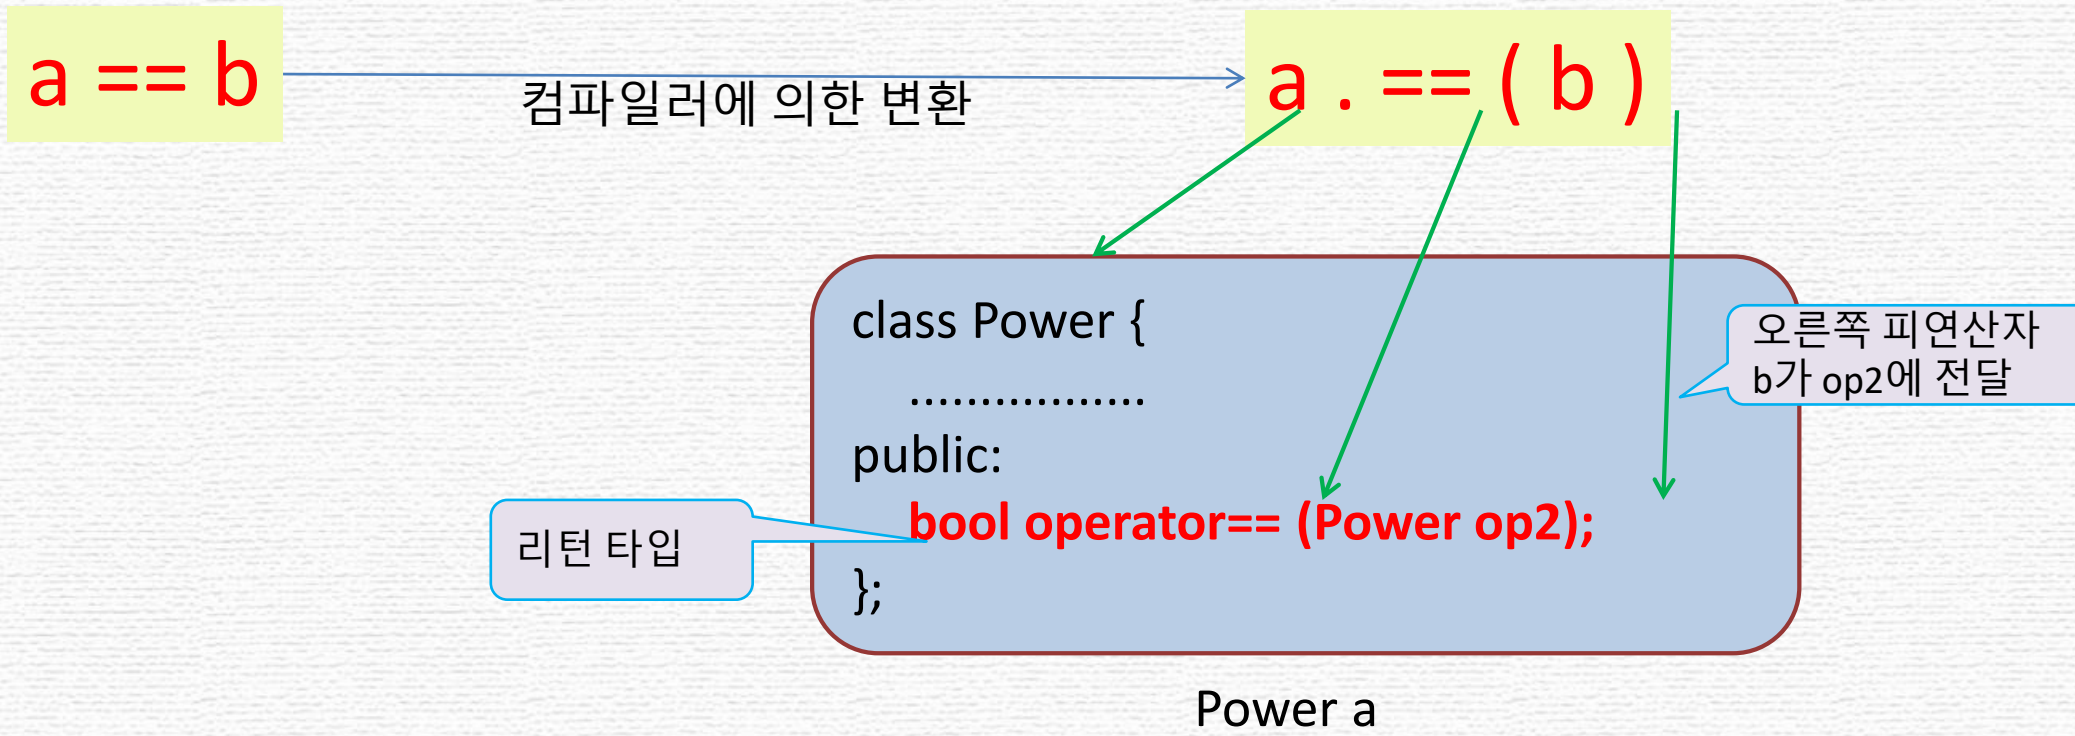 a == b
컴파일러에 의한 변환
a . == ( b )
class Power {
.................
public:
bool operator== (Power op2);
};
오른쪽 피연산자
b가 op2에 전달
리턴 타입
Power a